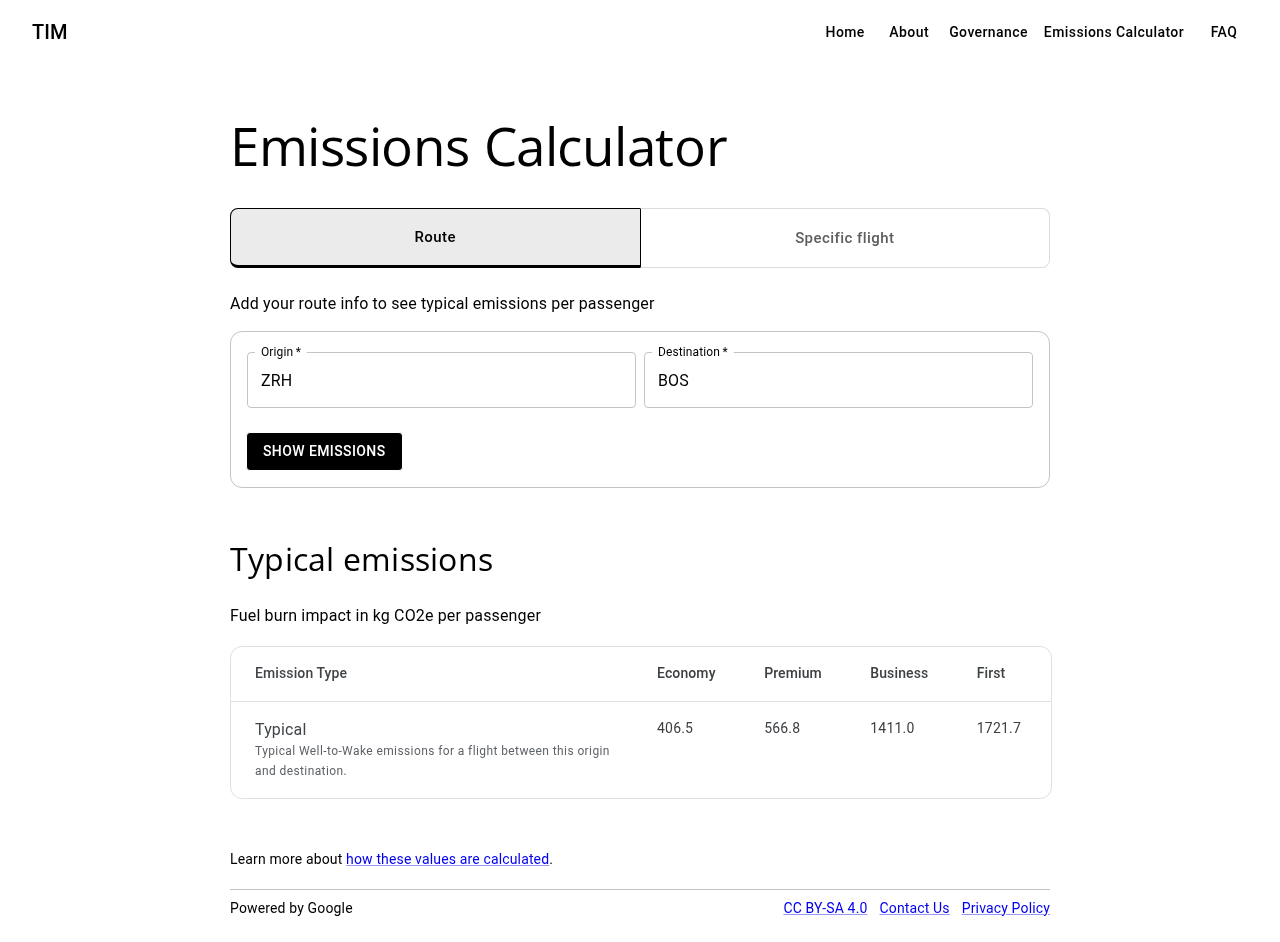 TIM
Home About Governance Emissions Calculator FAQ
Emissions Calculator
Route Specific flight
Add your route info to see typical emissions per passenger
Origin * Destination *
ZRH BOS
SHOW EMISSIONS
Typical emissions
Fuel burn impact in kg CO2e per passenger
Emission Type Economy Premium Business First
Typical 406.5 566.8 1411.0 1721.7
Typical Well-to-Wake emissions for a flight between this origin
and destination.
Learn more about how these values are calculated.
Powered by Google CC BY-SA 4.0 Contact Us Privacy Policy